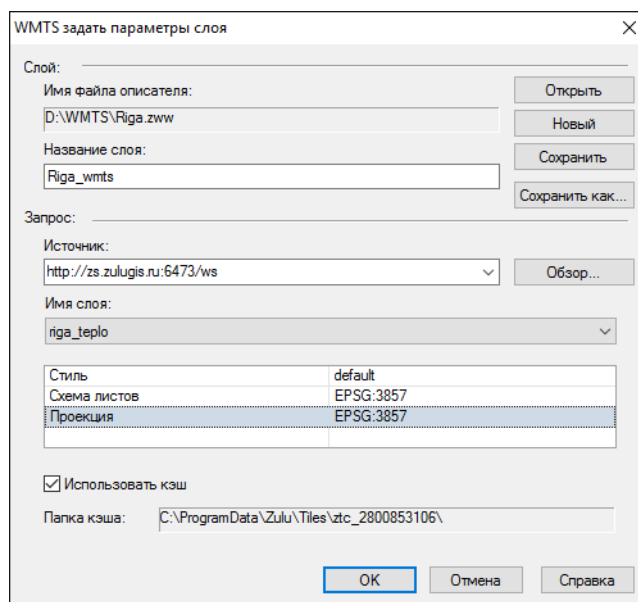 WMTS задать параметры слоя
Слой:
Имя файла описателя:
Открыть
D:\WMTS\Riga.zww
Новый
Название слоя:
Сохранить
Riga_wmts
Сохранить как...
Запрос:
Источник:
http://zs.zulugis.ru:6473/ws
Обзор...
Имя слоя:
riga_teplo
Стиль default
Схема листов EPSG:3857
Проекция EPSG:3857
Использовать кэш
Папка кэша: C:\ProgramData\Zulu\Tiles\ztc_2800853106\
OK Отмена Справка